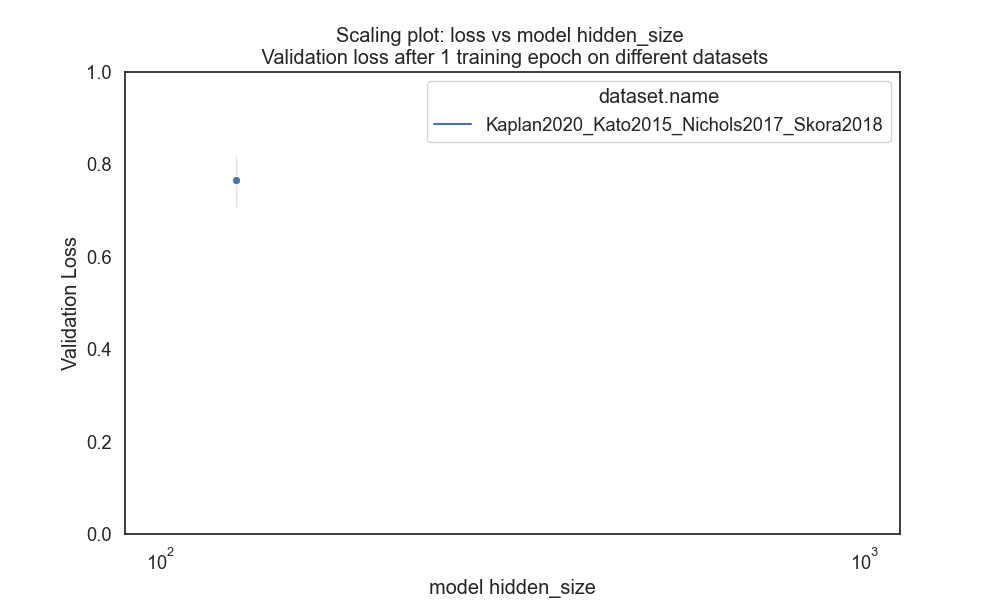 Scaling plot: loss vs model hidden_size
Validation loss after 1 training epoch on different datasets
dataset.name
Kaplan2020_Kato2015_Nichols2017_Skora2018
Validation Loss
1.0
0.8
0.6
0.4
0.2
0.0
10²
10³
model hidden_size